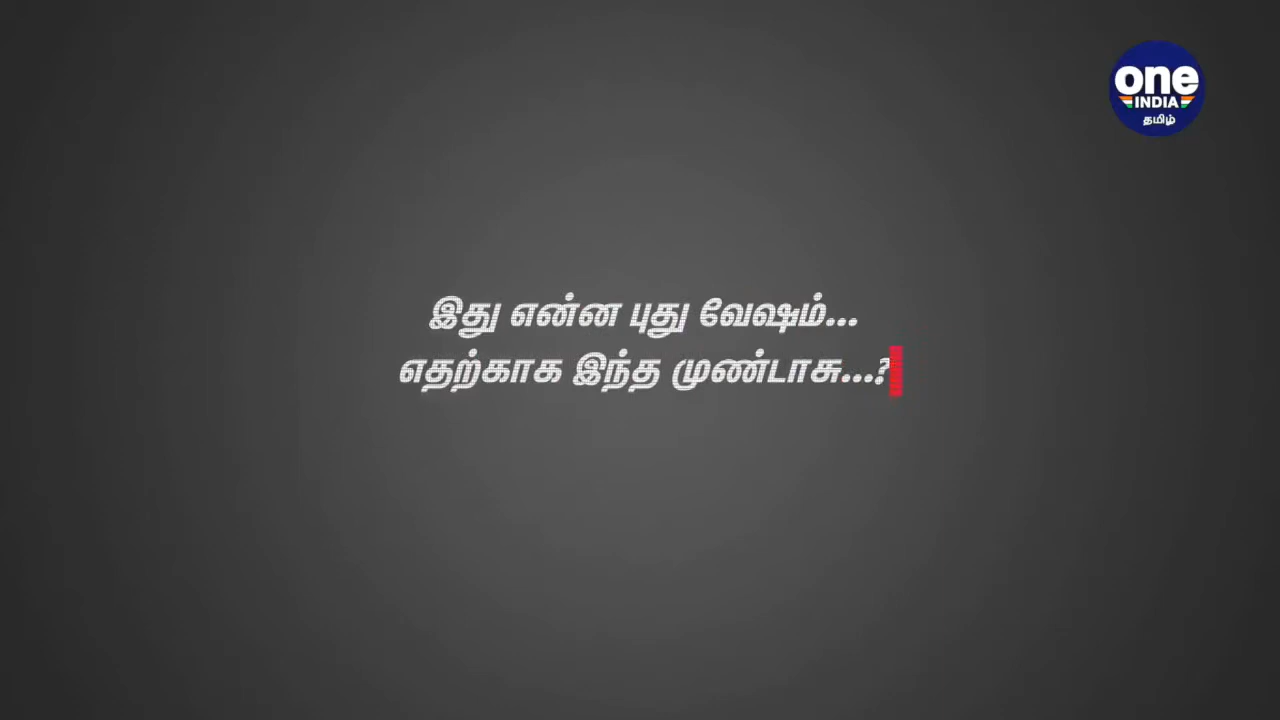 one
INDIA
தமிழ்
இது என்ன புது வேஷம்...
எதற்காக இந்த முண்டாசு...?